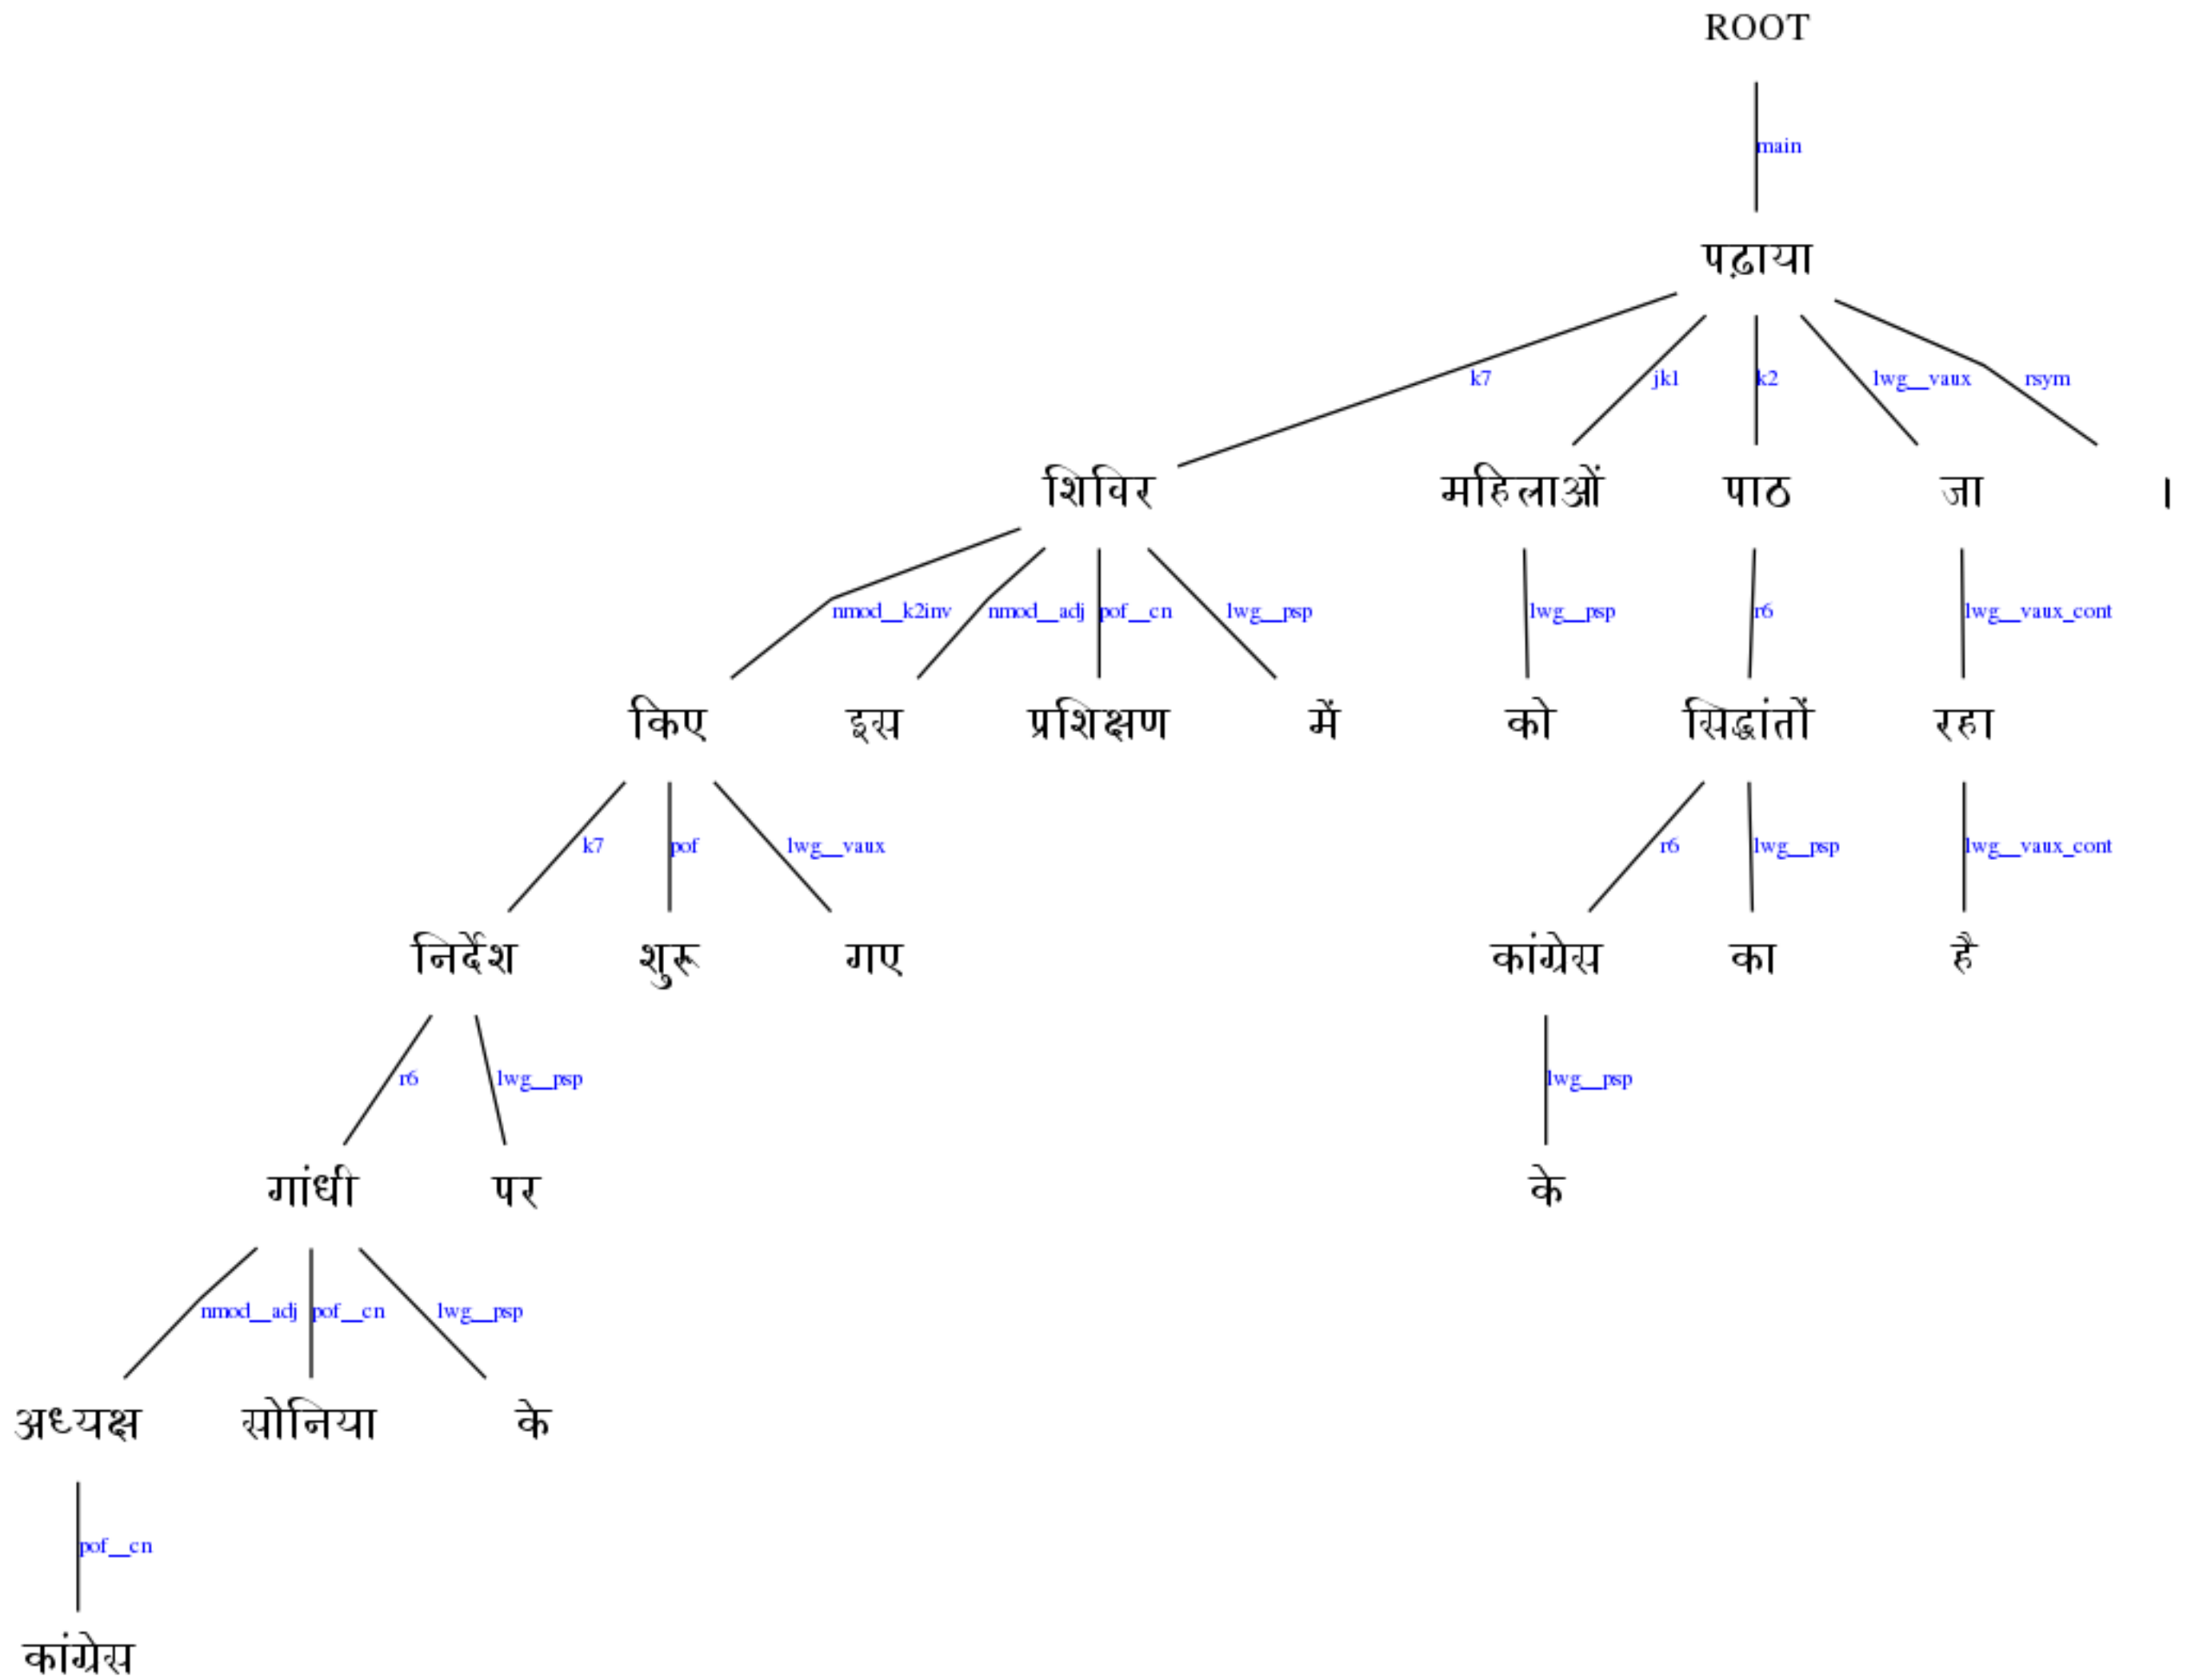 ROOT
main
पढ़ाया
k7 jk1 k2 lwg__vaux rsym
शिविर महिलाओं पाठ जा ।
nmod__k2inv nmod__adj pof__cn lwg__psp lwg__psp r6 lwg__vaux_cont
किए इस प्रशिक्षण में को सिद्धांतों रहा
k7 pof lwg__vaux r6 lwg__psp lwg__vaux_cont
निर्देश शुरू गए कांग्रेस का है
r6 lwg__psp lwg__psp
गांधी पर के
nmod__adj pof__cn lwg__psp
अध्यक्ष सोनिया के
pof__cn
कांग्रेस